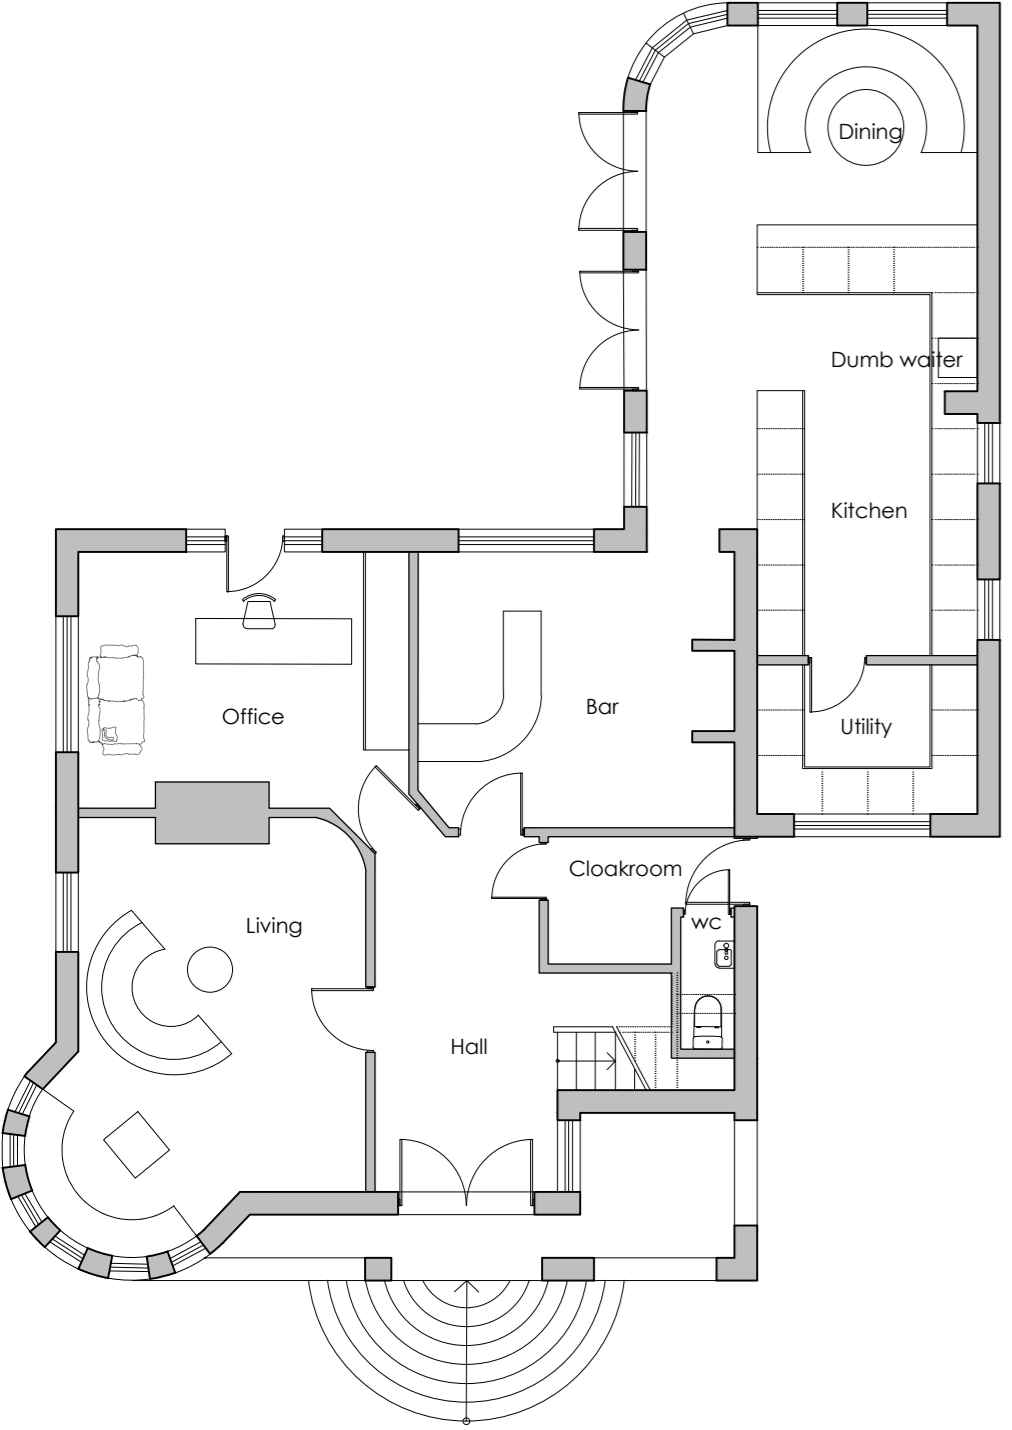 Dining
Dumb waiter
Kitchen
Office
Bar
Utility
Cloakroom
Living
wc
Hall